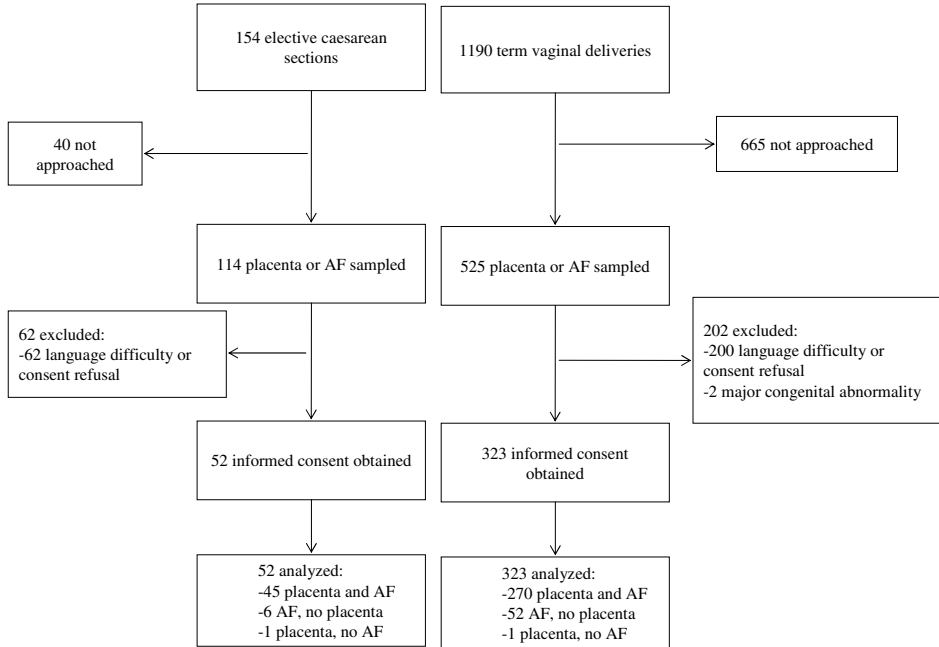 154 elective caesarean
sections
1190 term vaginal deliveries
40 not
approached
665 not approached
114 placenta or AF sampled
525 placenta or AF sampled
62 excluded:
-62 language difficulty or
consent refusal
202 excluded:
-200 language difficulty or
consent refusal
-2 major congenital abnormality
52 informed consent obtained
323 informed consent
obtained
52 analyzed:
-45 placenta and AF
-6 AF, no placenta
-1 placenta, no AF
323 analyzed:
-270 placenta and AF
-52 AF, no placenta
-1 placenta, no AF